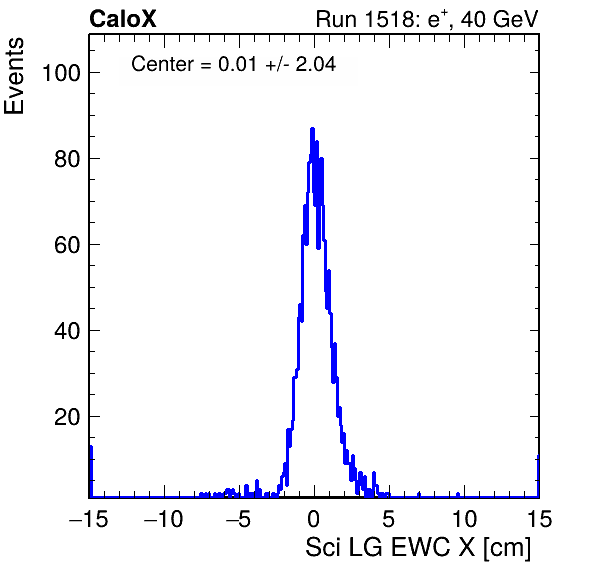 CaloX
Run 1518: e+, 40 GeV
Events
Center = 0.01 +/- 2.04
100
80
60
40
20
−15 −10 −5 0 5 10 15
Sci LG EWC X [cm]